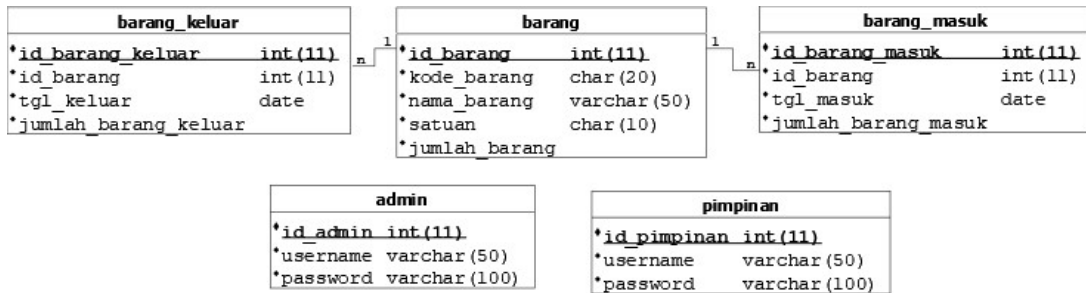 barang_keluar
id_barang_keluar int(11)
id_barang int(11)
tgl_keluar date
jumlah_barang_keluar
n
1
barang
id_barang int(11)
kode_barang char(20)
nama_barang varchar(50)
satuan char(10)
jumlah_barang
1
n
barang_masuk
id_barang_masuk int(11)
id_barang int(11)
tgl_masuk date
jumlah_barang_masuk
admin
id_admin int(11)
username varchar(50)
password varchar(100)
pimpinan
id_pimpinan int(11)
username varchar(50)
password varchar(100)